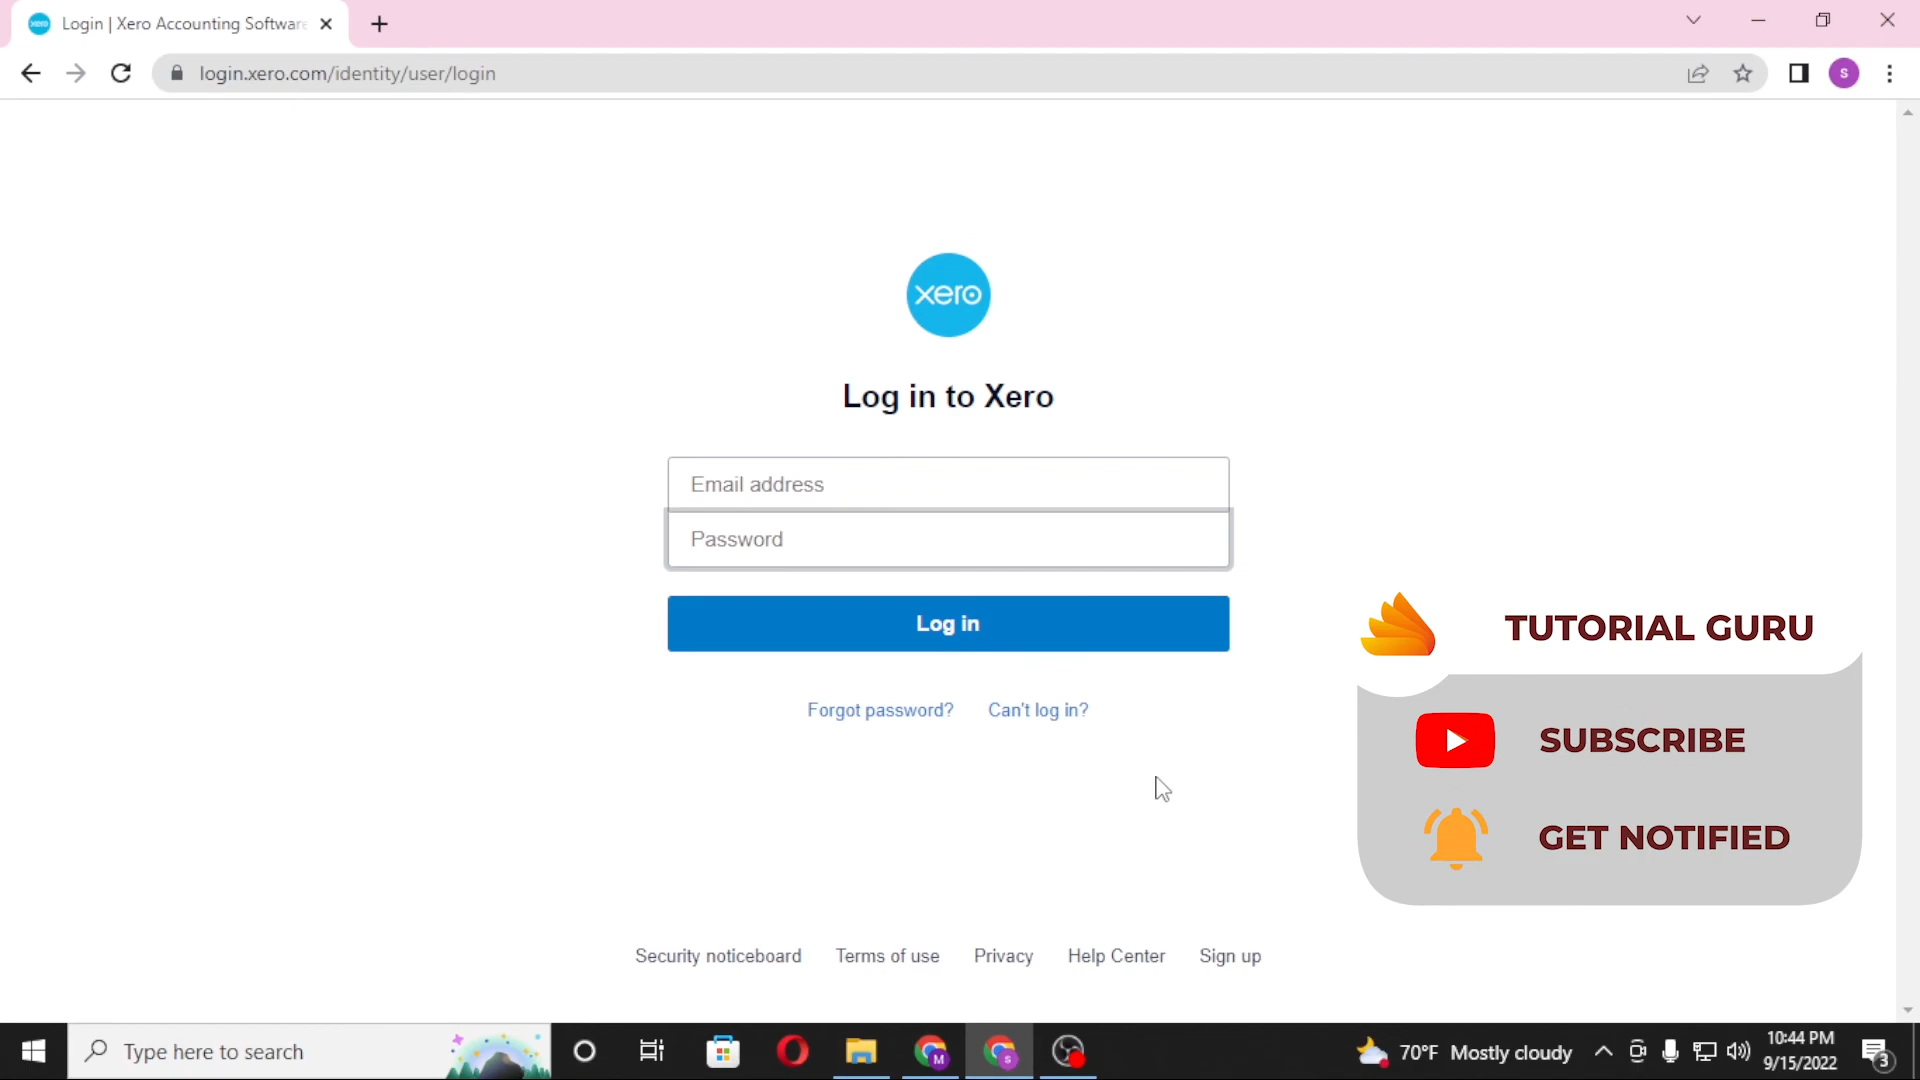 xero
Login | Xero Accounting Software
login.xero.com/identity/user/login
S
xero
Log in to Xero
Email address
Password
Log in
Forgot password?
Can't log in?
TUTORIAL GURU
SUBSCRIBE
GET NOTIFIED
Security noticeboard
Terms of use
Privacy
Help Center
Sign up
Type here to search
M
S
70°F Mostly cloudy
10:44 PM
9/15/2022
3